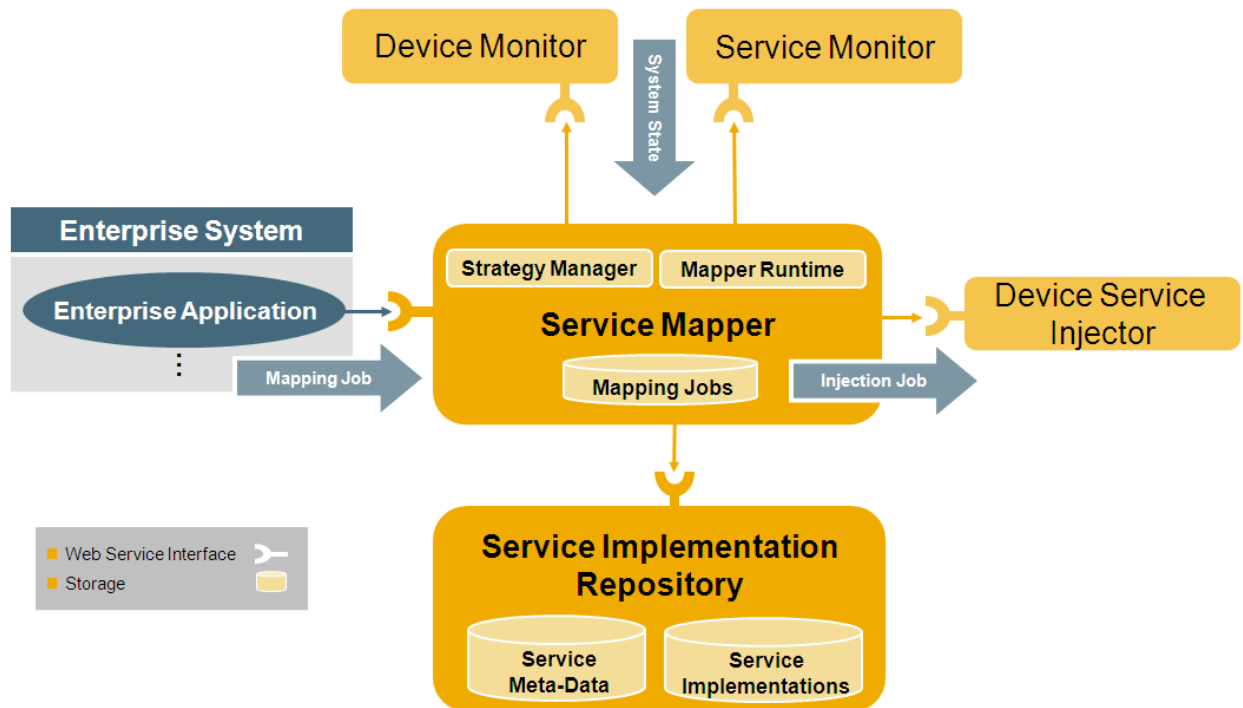 Device Monitor
Service Monitor
System State
Enterprise System
Enterprise Application
⋮
Mapping Job
Strategy Manager
Mapper Runtime
Service Mapper
Mapping Jobs
Injection Job
Device Service
Injector
Web Service Interface
Storage
Service Implementation
Repository
Service
Meta-Data
Service
Implementations